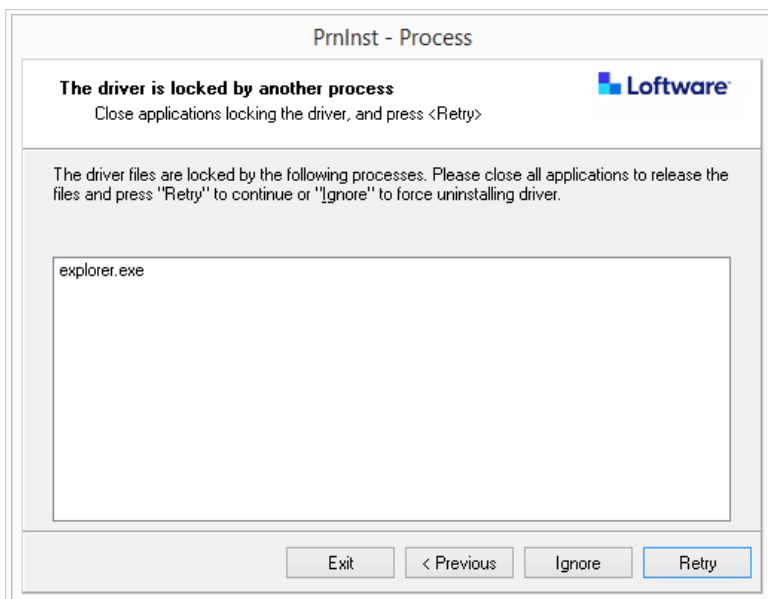 PrnInst - Process
The driver is locked by another process
Close applications locking the driver, and press <Retry>
Loftware
The driver files are locked by the following processes. Please close all applications to release the
files and press "Retry" to continue or "Ignore" to force uninstalling driver.
explorer.exe
Exit
< Previous
Ignore
Retry